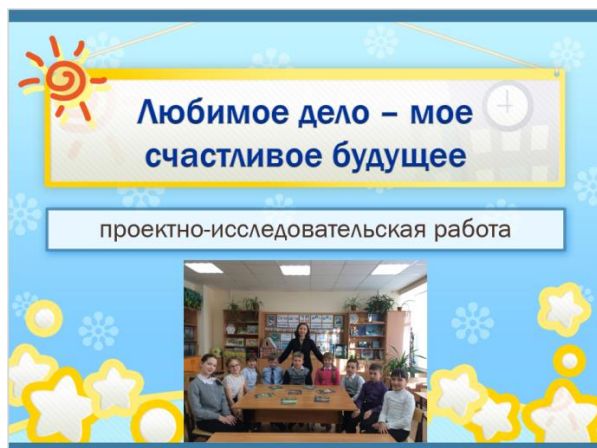 Любимое дело – мое
счастливое будущее
проектно-исследовательская работа